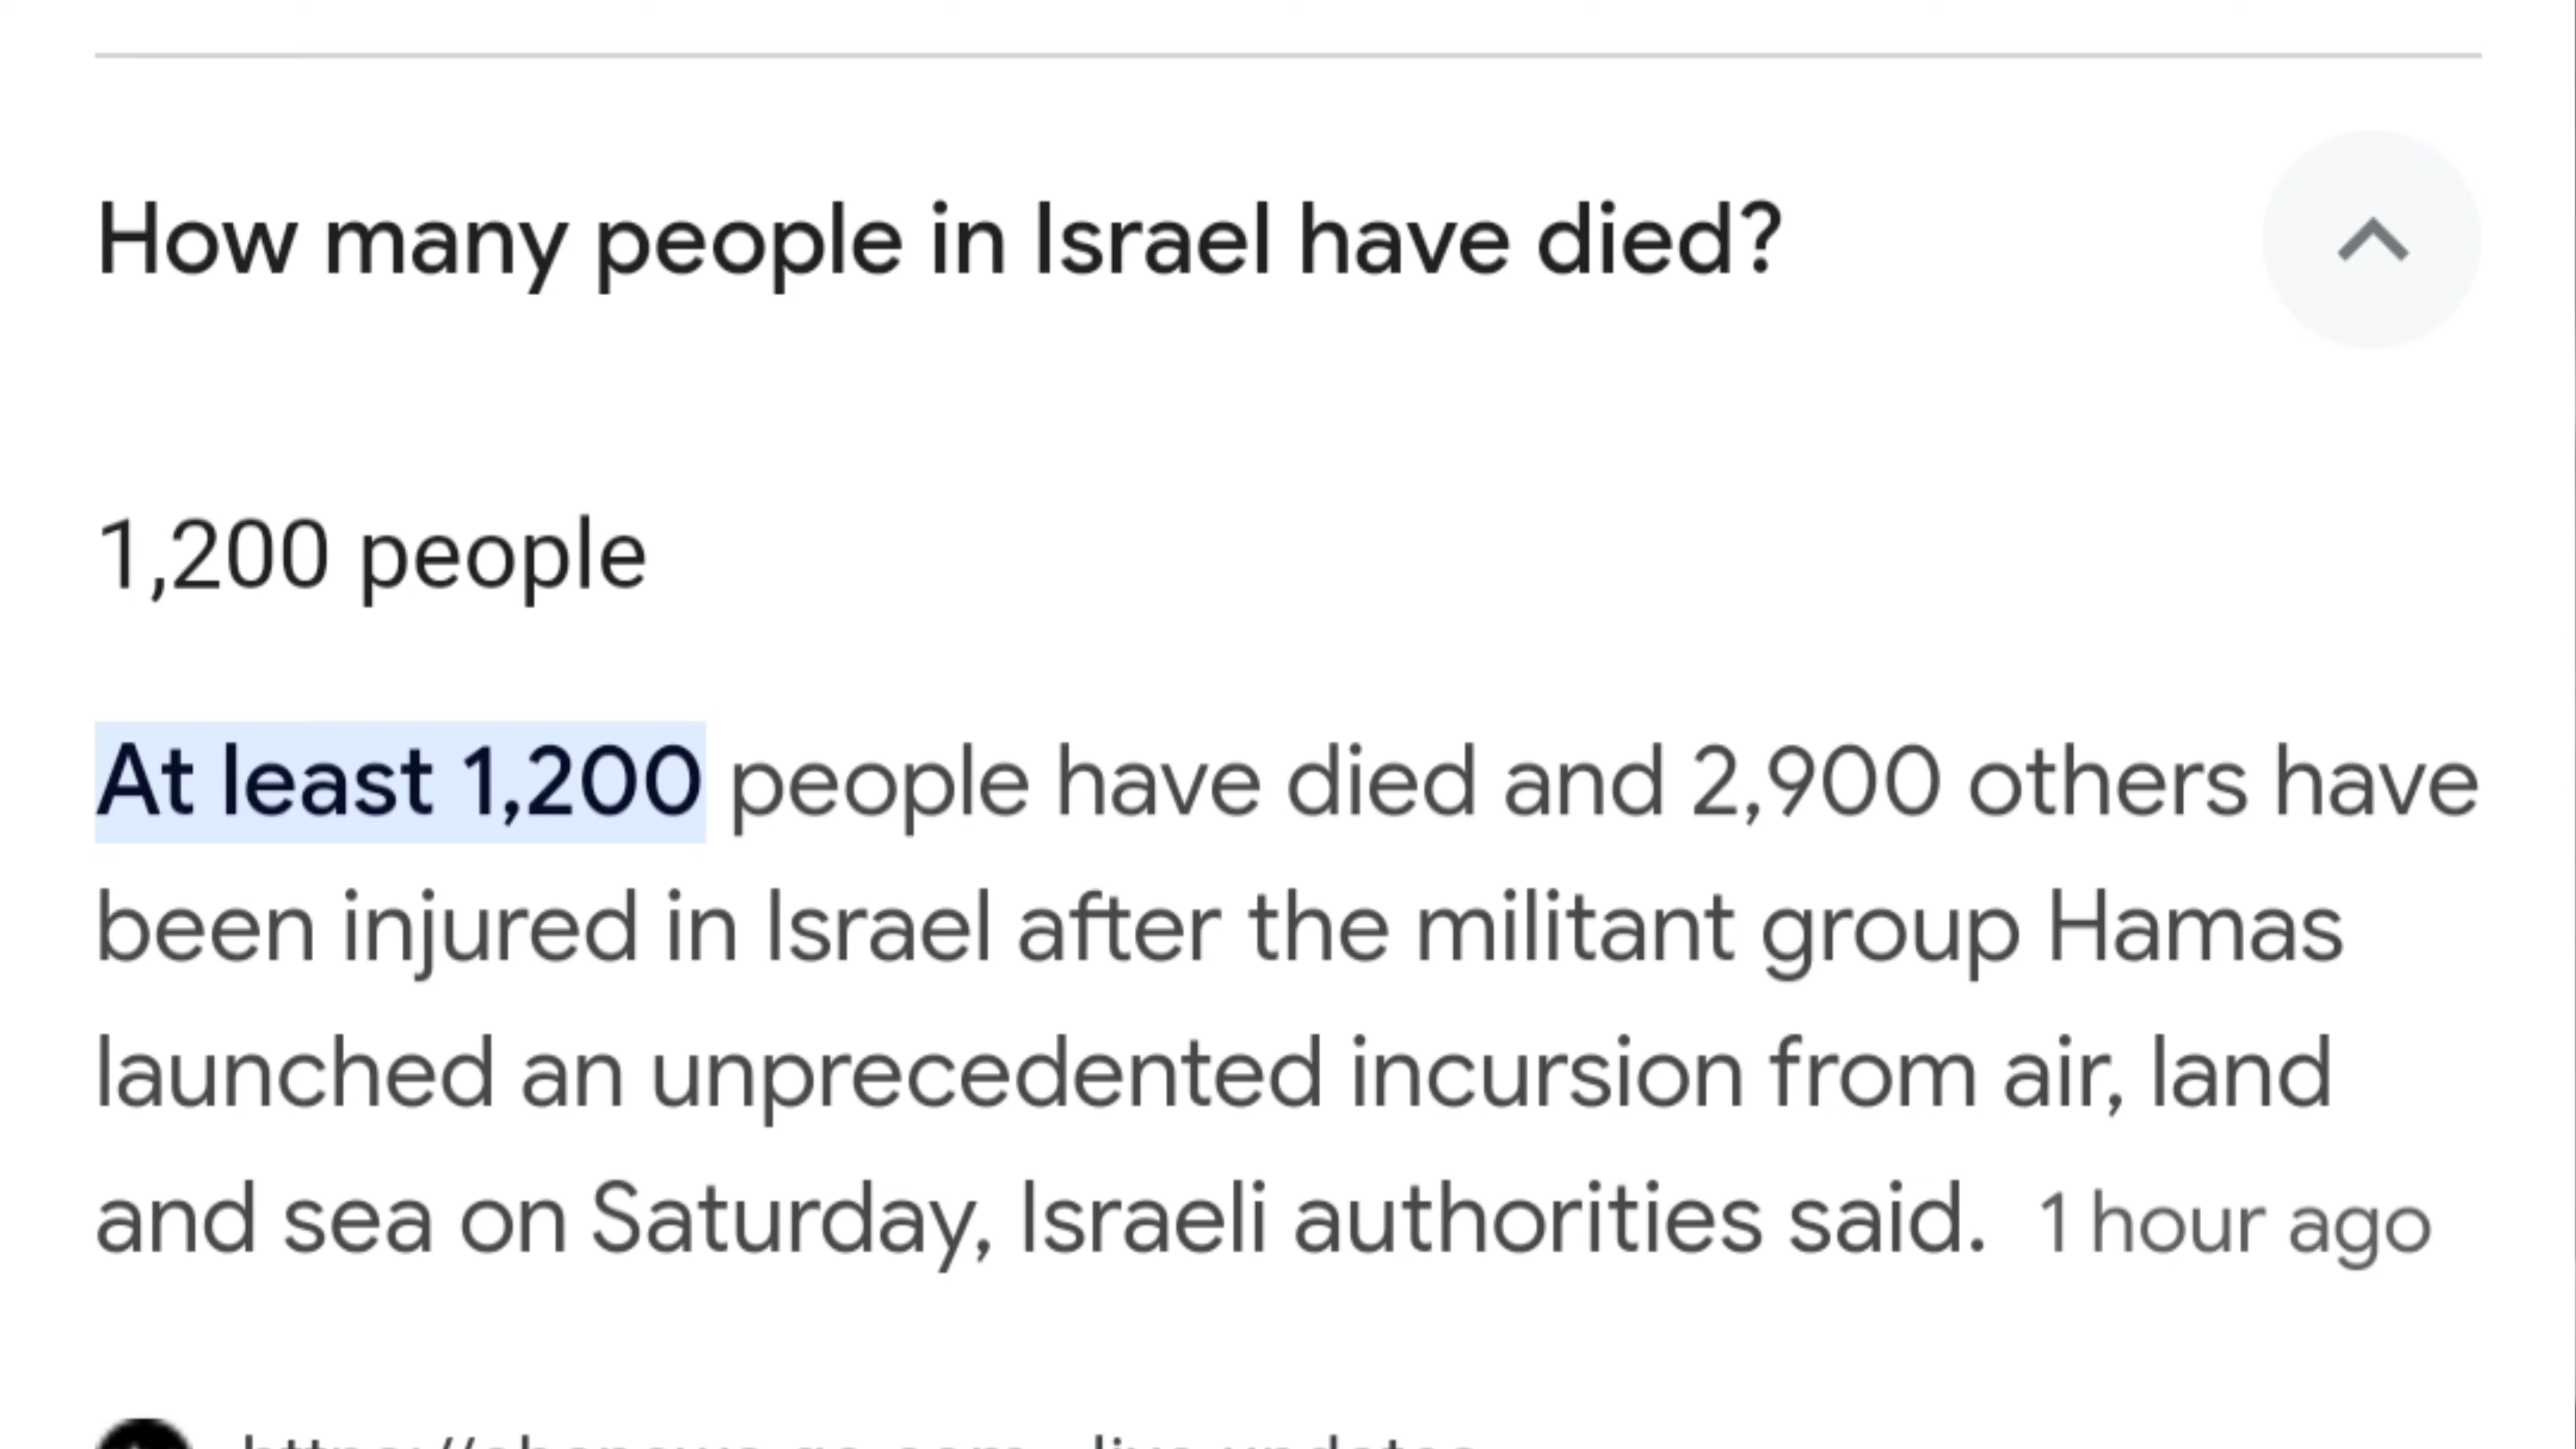 How many people in Israel have died?
1,200 people
At least 1,200 people have died and 2,900 others have
been injured in Israel after the militant group Hamas
launched an unprecedented incursion from air, land
and sea on Saturday, Israeli authorities said. 1 hour ago